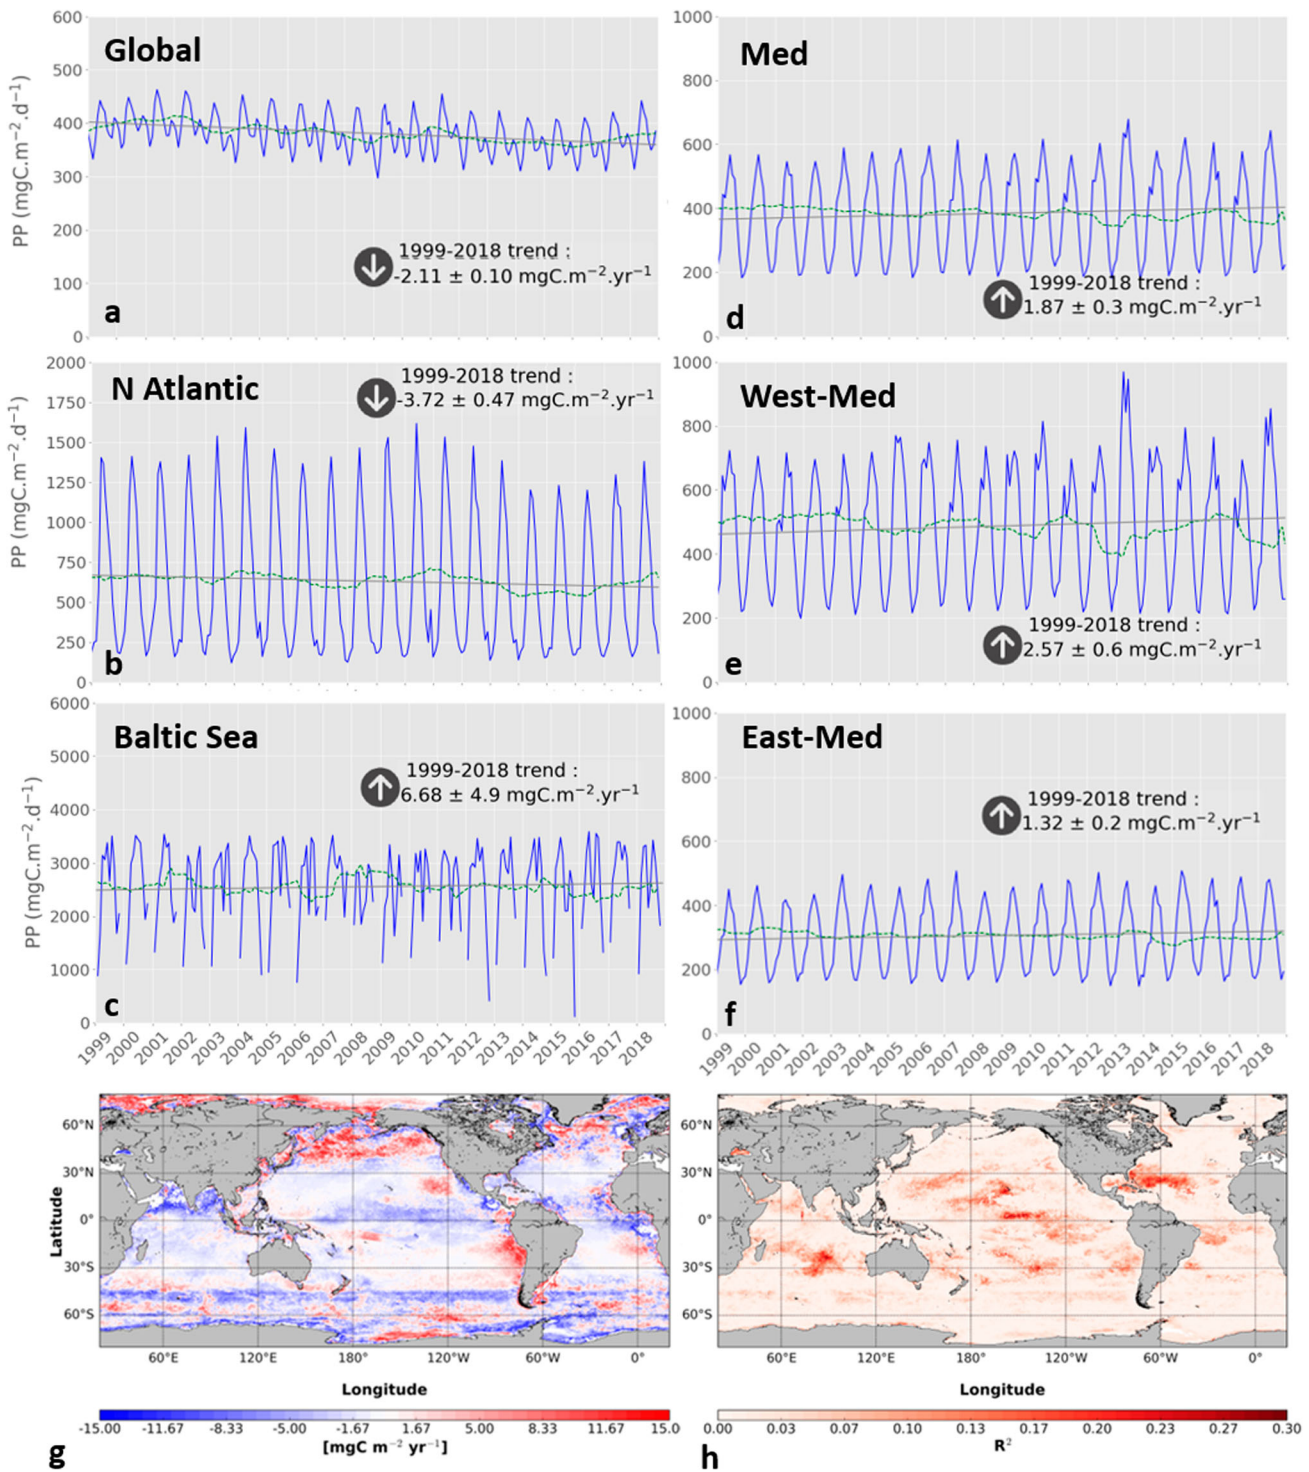 Global
PP (mgC.m−2.d−1)
600
500
400
300
200
100
0
1999-2018 trend :
-2.11 ± 0.10 mgC.m−2.yr−1
a
Med
1000
800
600
400
200
0
1999-2018 trend :
1.87 ± 0.3 mgC.m−2.yr−1
d
N Atlantic
PP (mgC.m−2.d−1)
2000
1750
1500
1250
1000
750
500
250
0
1999-2018 trend :
-3.72 ± 0.47 mgC.m−2.yr−1
b
West-Med
1000
800
600
400
200
0
1999-2018 trend :
2.57 ± 0.6 mgC.m−2.yr−1
e
Baltic Sea
PP (mgC.m−2.d−1)
6000
5000
4000
3000
2000
1000
0
1999-2018 trend :
6.68 ± 4.9 mgC.m−2.yr−1
c
1999 2000 2001 2002 2003 2004 2005 2006 2007 2008 2009 2010 2011 2012 2013 2014 2015 2016 2017 2018
East-Med
1000
800
600
400
200
0
1999-2018 trend :
1.32 ± 0.2 mgC.m−2.yr−1
f
1999 2000 2001 2002 2003 2004 2005 2006 2007 2008 2009 2010 2011 2012 2013 2014 2015 2016 2017 2018
Latitude
60°N
30°N
0°
30°S
60°S
60°E 120°E 180° 120°W 60°W 0°
Longitude
-15.00 -11.67 -8.33 -5.00 -1.67 1.67 5.00 8.33 11.67 15.0
[mgC m−2 yr−1]
g
60°N
30°N
0°
30°S
60°S
60°E 120°E 180° 120°W 60°W 0°
Longitude
0.00 0.03 0.07 0.10 0.13 0.17 0.20 0.23 0.27 0.30
R2
h